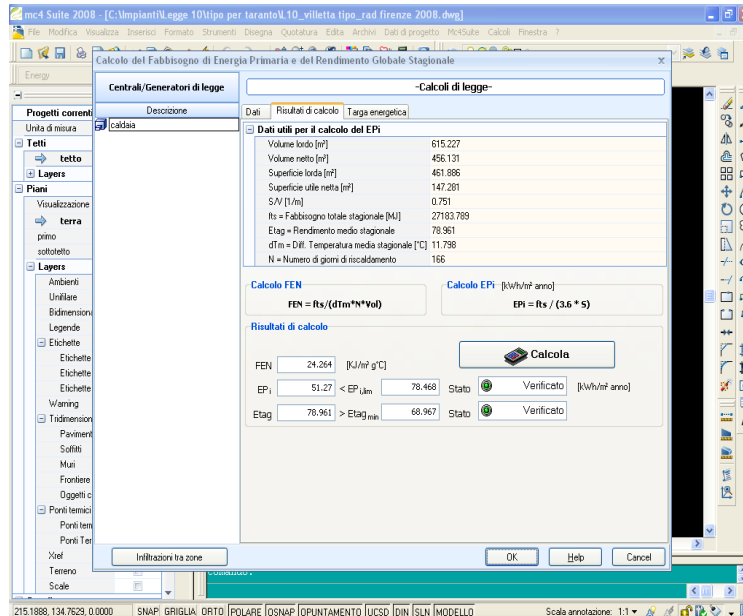 mc4 Suite 2008 - [C:\Impianti\Legge 10\tipo per taranto\L10_villetta tipo_rad firenze 2008.dwg]
File Modifica Visualizza Inserisci Formato Strumenti Disegna Quotatura Edita Archivi Dati di progetto Mc4Suite Calcoli Finestra ?
Energy
Calcolo del Fabbisogno di Energia Primaria e del Rendimento Globale Stagionale
Centrali/Generatori di legge
-Calcoli di legge-
Descrizione
caldaia
Dati
Risultati di calcolo
Targa energetica
Dati utili per il calcolo del EPi
Volume lordo [m³] 615.227
Volume netto [m³] 456.131
Superficie lorda [m²] 461.886
Superficie utile netta [m²] 147.281
S/V [1/m] 0.751
fts = Fabbisogno totale stagionale [MJ] 27183.789
Etag = Rendimento medio stagionale 78.961
dTm = Diff. Temperatura media stagionale [°C] 11.798
N = Numero di giorni di riscaldamento 166
Calcolo FEN
FEN = fts/(dTm*N*Vol)
Calcolo EPi [kWh/m² anno]
EPi = fts / (3.6 * S)
Risultati di calcolo
Calcola
FEN 24.264 [KJ/m³ g°C]
EP i 51.27 < EP i,lim 78.468 Stato Verificato [kWh/m² anno]
Etag 78.961 > Etag min 68.967 Stato Verificato
Infiltrazioni tra zone
OK
Help
Cancel
Progetti correnti
Unita di misura
Tetti
tetto
Layers
Piani
Visualizzazione
terra
primo
sottotetto
Layers
Ambienti
Unifilare
Bidimensiona
Legende
Etichette
Etichette
Etichette
Etichette
Warning
Tridimension
Paviment
Soffitti
Muri
Frontiere
Oggetti c
Ponti termici
Ponti term
Ponti Ter
Xref
Terreno
Scale
215.1888, 134.7629, 0.0000
SNAP GRIGLIA ORTO POLARE OSNAP OPUNTAMENTO UCSD DIN SLN MODELLO
Scala annotazione: 1:1